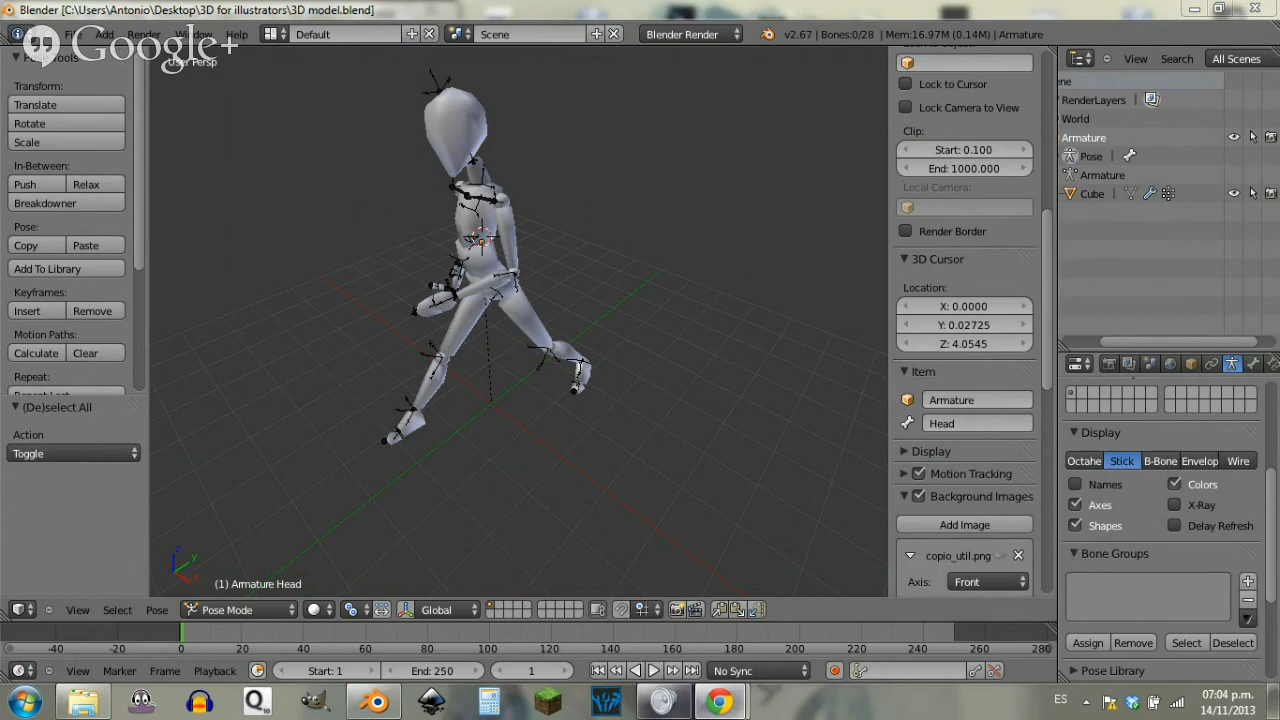 Blender [C:\Users\Antonio\Desktop\3D for illustrators\3D model.blend]
File Add Render Window Help
Default
Scene
Blender Render
v2.67 | Bones:0/28 | Mem:16.97M (0.14M) | Armature
Google+
Pose Tools
Transform:
Translate
Rotate
Scale
In-Between:
Push Relax
Breakdowner
Pose:
Copy Paste
Add To Library
Keyframes:
Insert Remove
Motion Paths:
Calculate Clear
Repeat:
(De)select All
Action
Toggle
User Persp
(1) Armature Head
Lock to Cursor
Lock Camera to View
Clip:
Start: 0.100
End: 1000.000
Local Camera:
Render Border
3D Cursor
Location:
X: 0.0000
Y: 0.02725
Z: 4.0545
Item
Armature
Head
Display
Motion Tracking
Background Images
Add Image
copio_util.png
Axis: Front
View Search All Scenes
ne
RenderLayers
World
Armature
Pose
Armature
Cube
Display
Octahe Stick B-Bone Envelop Wire
Names Colors
Axes X-Ray
Shapes Delay Refresh
Bone Groups
Assign Remove Select Deselect
Pose Library
View Select Pose Pose Mode Global
-40 -20 0 20 40 60 80 100 120 140 160 180 200 220 240 260 280
View Marker Frame Playback Start: 1 End: 250 1 No Sync
ES
07:04 p.m.
14/11/2013